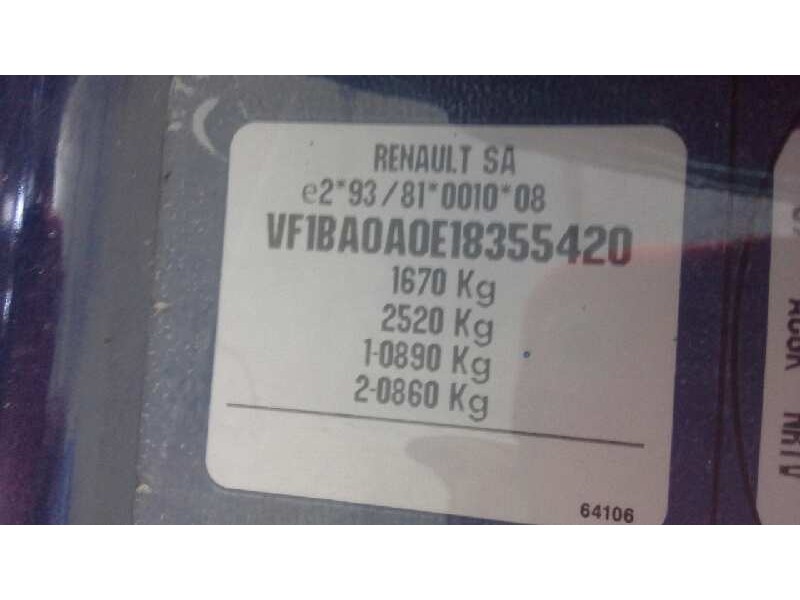 RENAULT SA
e2*93/81*0010*08
VF1BA0A0E18355420
1670 Kg
2520 Kg
1-0890 Kg
2-0860 Kg
64106